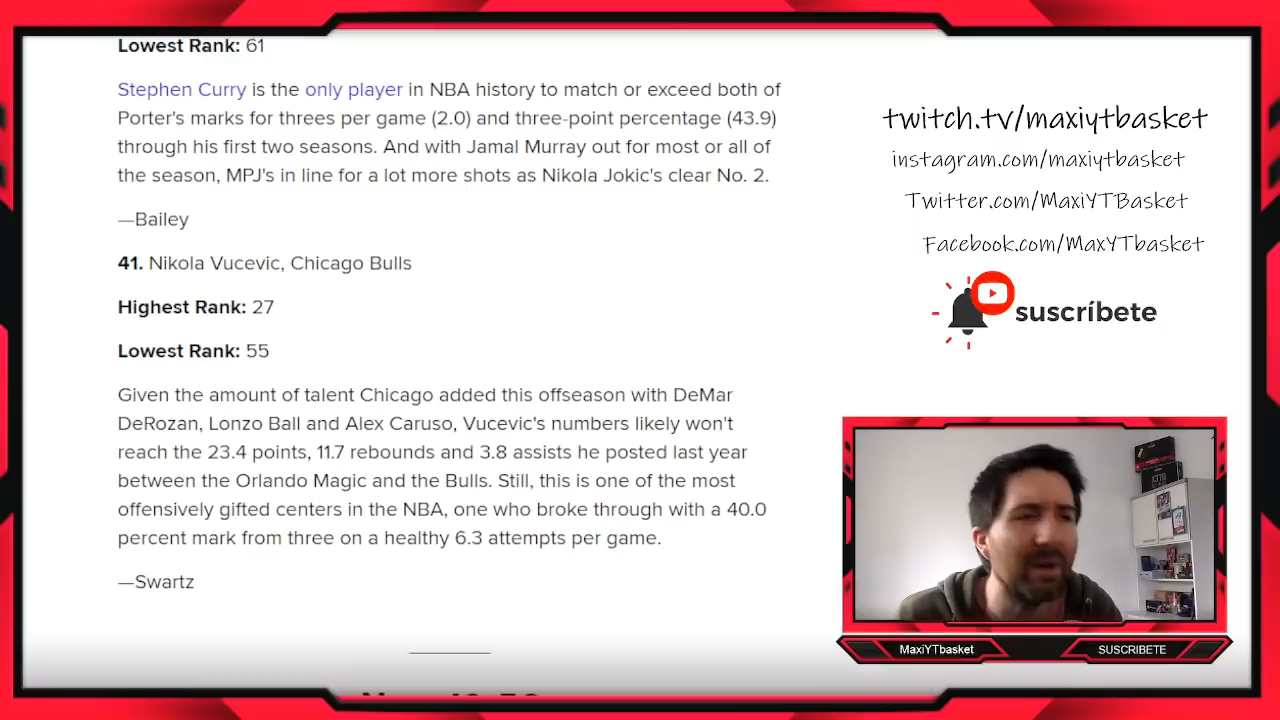 Lowest Rank: 61
Stephen Curry is the only player in NBA history to match or exceed both of
Porter's marks for threes per game (2.0) and three-point percentage (43.9)
through his first two seasons. And with Jamal Murray out for most or all of
the season, MPJ's in line for a lot more shots as Nikola Jokic's clear No. 2.
—Bailey
41. Nikola Vucevic, Chicago Bulls
Highest Rank: 27
Lowest Rank: 55
Given the amount of talent Chicago added this offseason with DeMar
DeRozan, Lonzo Ball and Alex Caruso, Vucevic's numbers likely won't
reach the 23.4 points, 11.7 rebounds and 3.8 assists he posted last year
between the Orlando Magic and the Bulls. Still, this is one of the most
offensively gifted centers in the NBA, one who broke through with a 40.0
percent mark from three on a healthy 6.3 attempts per game.
—Swartz
twitch.tv/maxiytbasket
instagram.com/maxiytbasket
Twitter.com/MaxiYTBasket
Facebook.com/MaxYTbasket
suscríbete
MaxiYTbasket
SUSCRIBETE